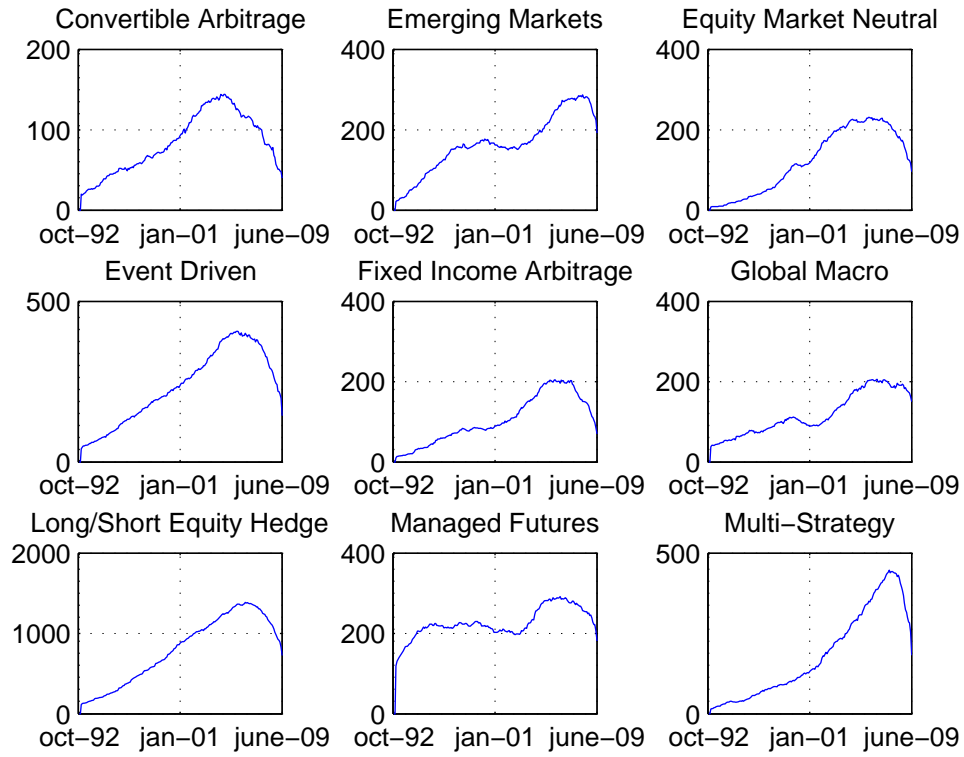 Convertible Arbitrage
200
100
0
oct−92 jan−01 june−09
Emerging Markets
400
200
0
oct−92 jan−01 june−09
Equity Market Neutral
400
200
0
oct−92 jan−01 june−09
Event Driven
500
0
oct−92 jan−01 june−09
Fixed Income Arbitrage
400
200
0
oct−92 jan−01 june−09
Global Macro
400
200
0
oct−92 jan−01 june−09
Long/Short Equity Hedge
2000
1000
0
oct−92 jan−01 june−09
Managed Futures
400
200
0
oct−92 jan−01 june−09
Multi−Strategy
500
0
oct−92 jan−01 june−09